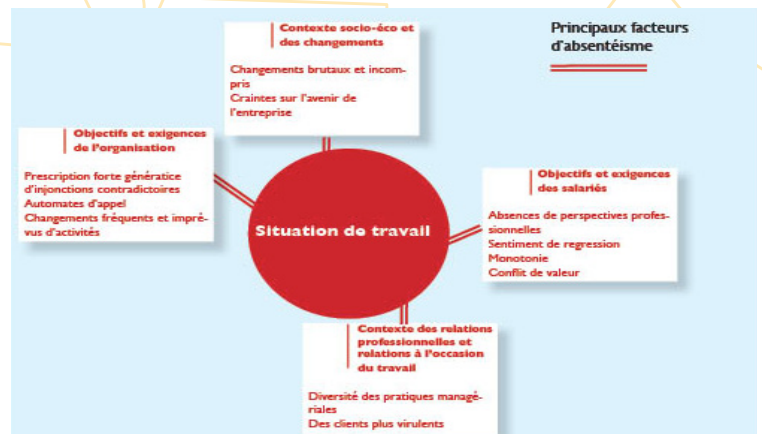 Principaux facteurs
d'absentéisme
Contexte socio-éco et
des changements
Changements brutaux et incom-
pris
Craintes sur l'avenir de
l'entreprise
Objectifs et exigences
de l'organisation
Prescription forte génératice
d'injonctions contradictoires
Automates d'appel
Changements fréquents et impré-
vus d'activités
Situation de travail
Objectifs et exigences
des salariés
Absences de perspectives profes-
sionnelles
Sentiment de regression
Monotonie
Conflit de valeur
Contexte des relations
professionnelles et
relations à l'occasion
du travail
Diversité des pratiques managé-
riales
Des clients plus virulents